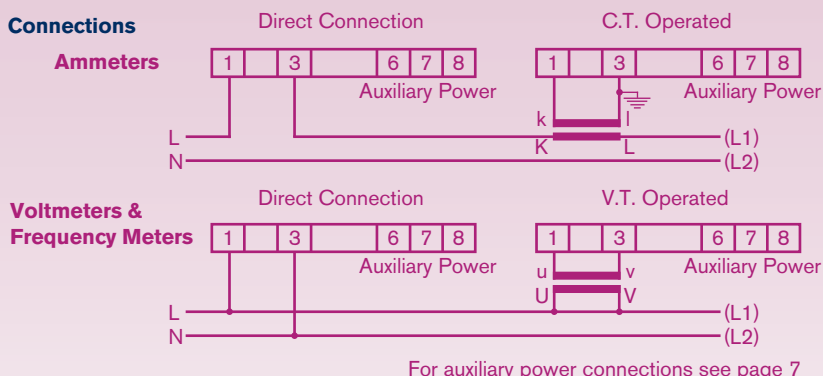 Connections
Direct Connection
C.T. Operated
Ammeters
1 3 6 7 8
1 3 6 7 8
Auxiliary Power
Auxiliary Power
k l
L K L (L1)
N (L2)
Direct Connection
V.T. Operated
Voltmeters &
Frequency Meters
1 3 6 7 8
1 3 6 7 8
Auxiliary Power
Auxiliary Power
u v
U V
L (L1)
N (L2)
For auxiliary power connections see page 7